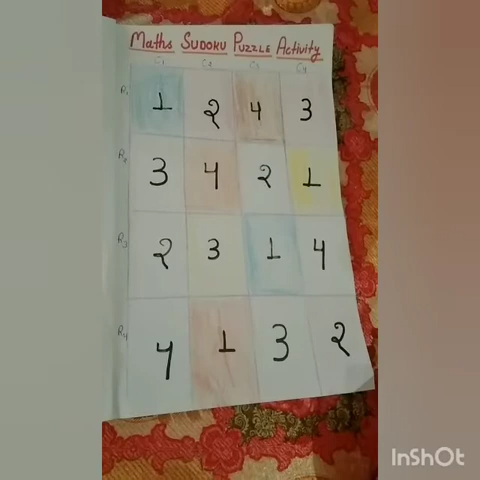 Maths Sudoku Puzzle Activity
C1 C2 C3 C4
R1 1 2 4 3
R2 3 4 2 1
R3 2 3 1 4
R4 4 1 3 2
InShOt